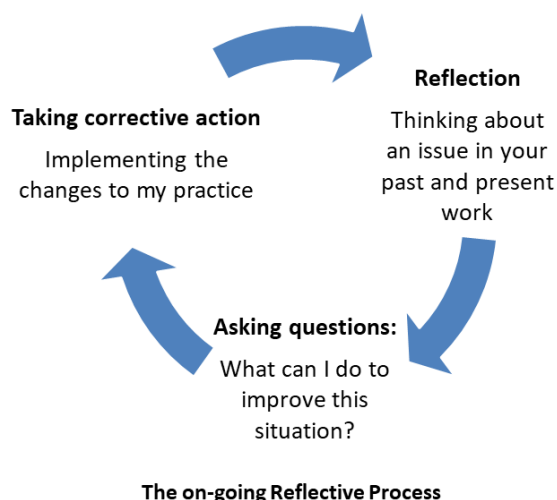 Reflection
Thinking about
an issue in your
past and present
work
Asking questions:
What can I do to
improve this
situation?
Taking corrective action
Implementing the
changes to my practice
The on-going Reflective Process